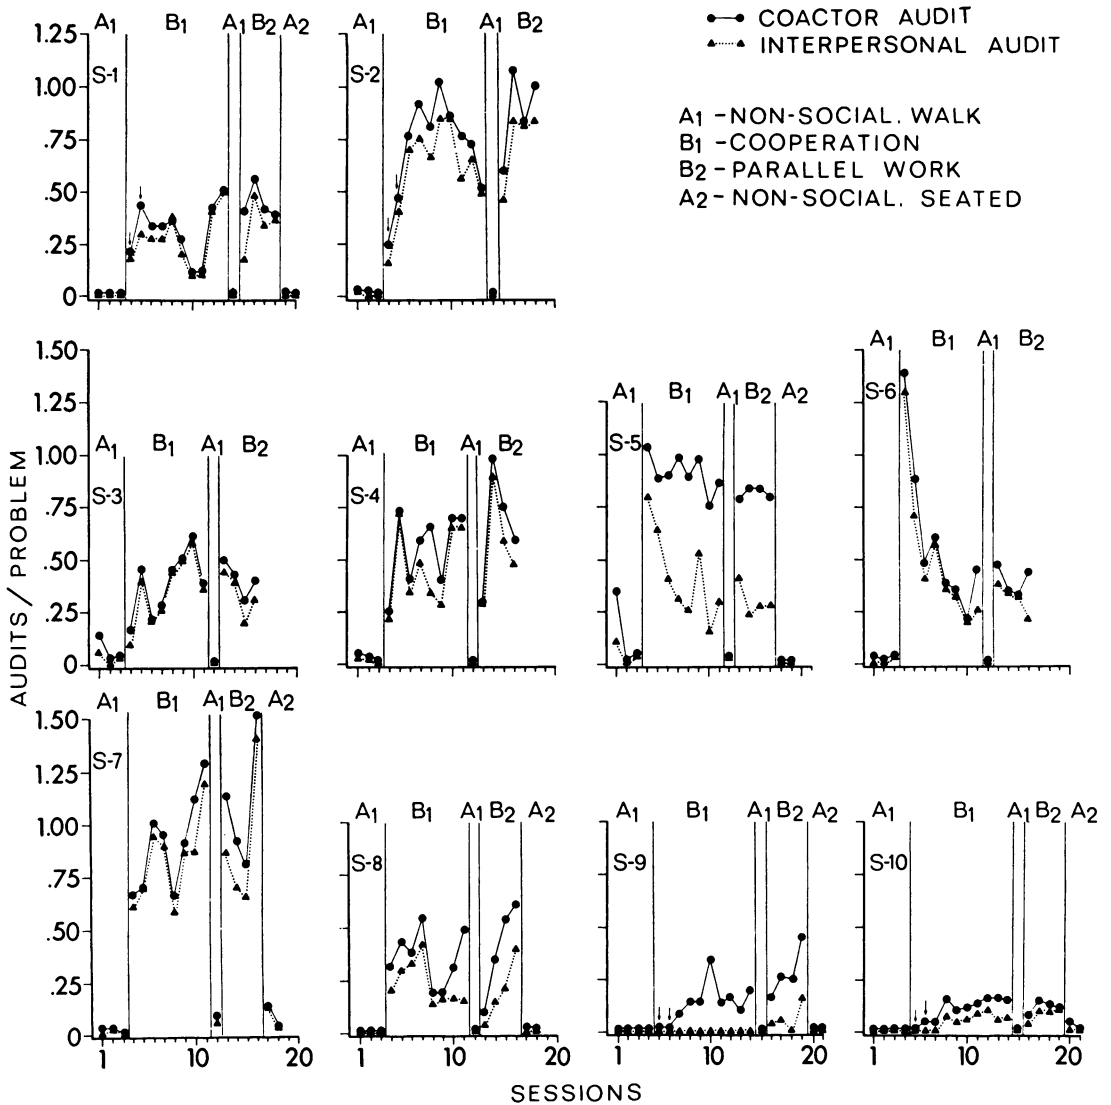 A1 B1 A1 B2 A2
A1 B1 A1 B2
COACTOR AUDIT
INTERPERSONAL AUDIT
A1 – NON-SOCIAL. WALK
B1 – COOPERATION
B2 – PARALLEL WORK
A2 – NON-SOCIAL. SEATED
1.25
1.00
.75
.50
.25
0
S-1
S-2
A1 B1 A1 B2
A1 B1 A1 B2
A1 B1 A1 B2 A2
A1 B1 A1 B2
1.50
1.25
1.00
.75
.50
.25
0
S-3
S-4
S-5
S-6
AUDITS / PROBLEM
A1 B1 A1 B2 A2
1.50
1.25
1.00
.75
.50
.25
0
S-7
A1 B1 A1 B2 A2
A1 B1 A1 B2 A2
A1 B1 A1 B2 A2
S-8
S-9
S-10
1 10 20
1 10 20
1 10 20
1 10 20
SESSIONS